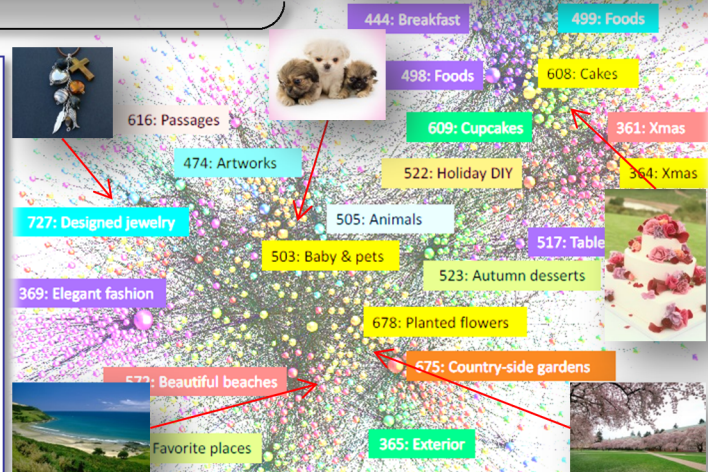 444: Breakfast
499: Foods
498: Foods
608: Cakes
616: Passages
609: Cupcakes
361: Xmas
474: Artworks
522: Holiday DIY
364: Xmas
727: Designed jewelry
505: Animals
517: Table
503: Baby & pets
523: Autumn desserts
369: Elegant fashion
678: Planted flowers
675: Country-side gardens
572: Beautiful beaches
Favorite places
365: Exterior